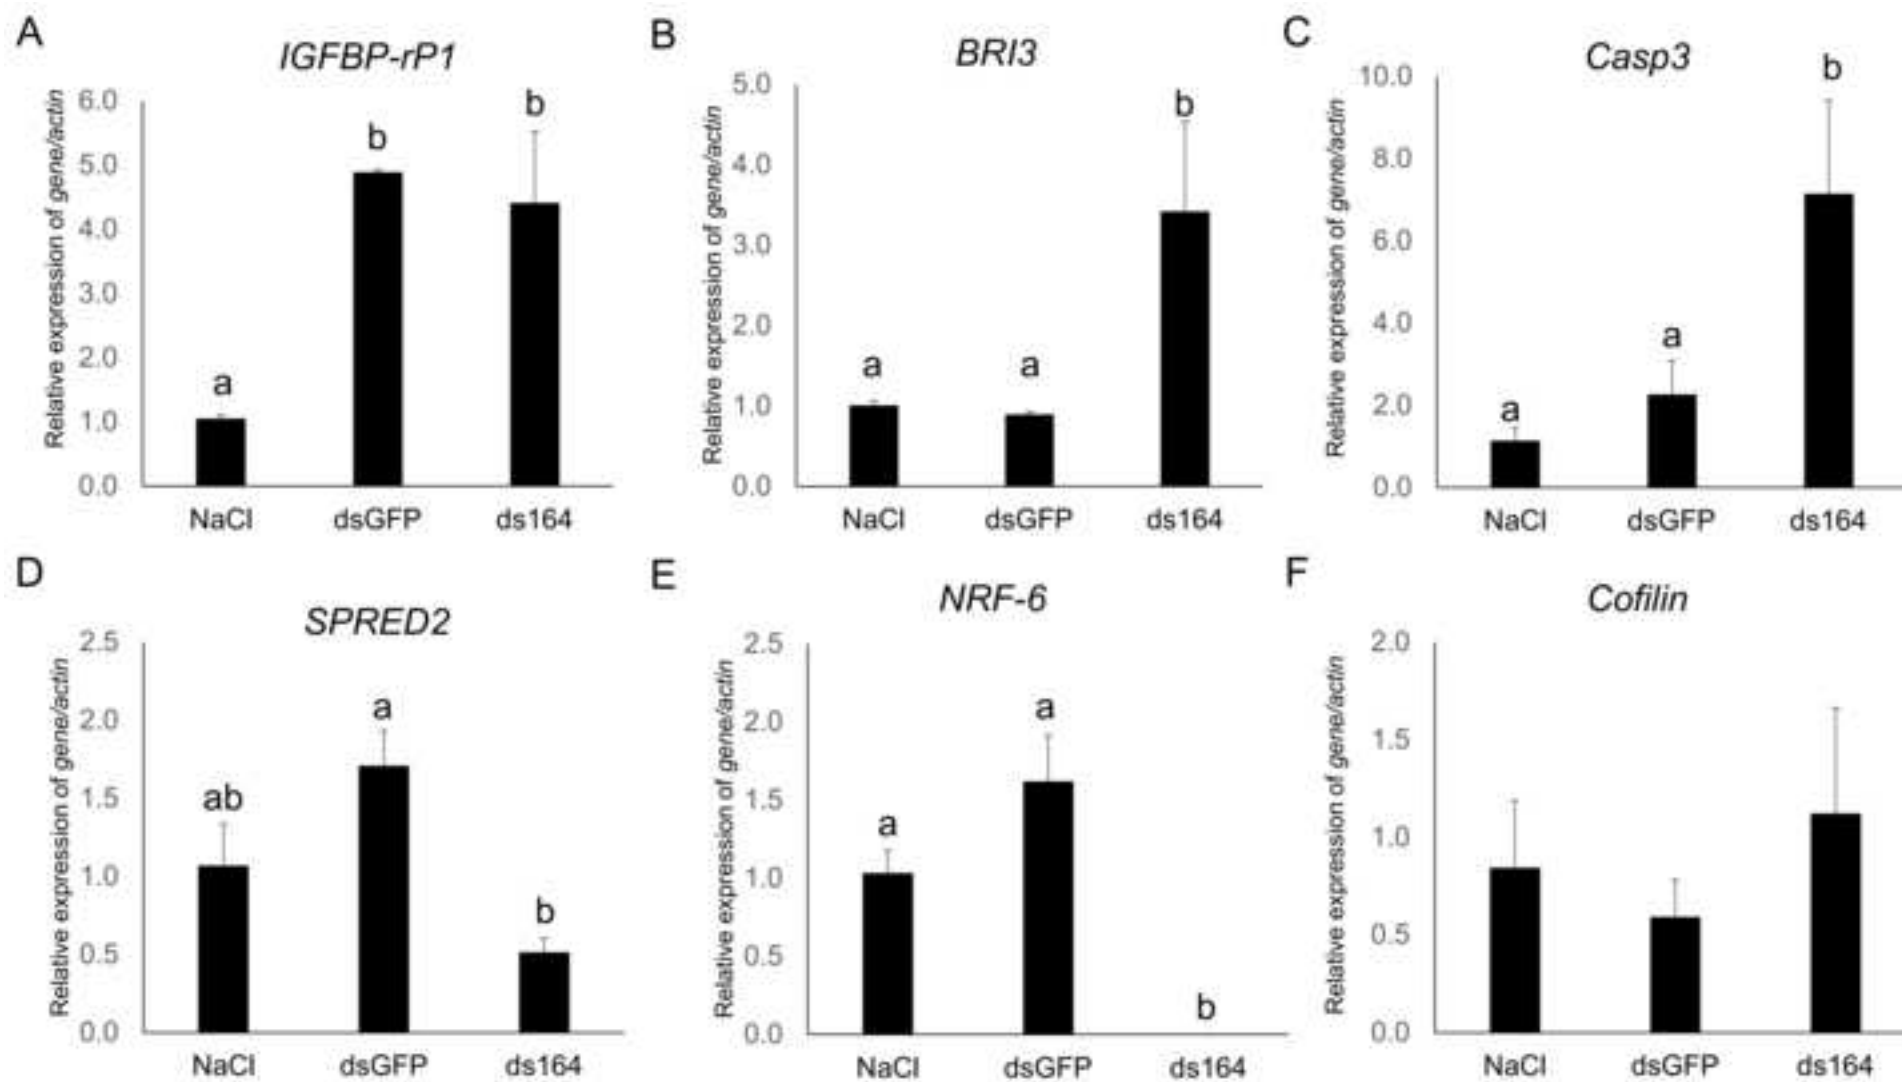 A
IGFBP-rP1
Relative expression of gene/actin
6.0
5.0
4.0
3.0
2.0
1.0
0.0
a
b
b
NaCl
dsGFP
ds164
B
BRI3
Relative expression of gene/actin
5.0
4.0
3.0
2.0
1.0
0.0
a
a
b
NaCl
dsGFP
ds164
C
Casp3
Relative expression of gene/actin
10.0
8.0
6.0
4.0
2.0
0.0
a
a
b
NaCl
dsGFP
ds164
D
SPRED2
Relative expression of gene/actin
2.5
2.0
1.5
1.0
0.5
0.0
ab
a
b
NaCl
dsGFP
ds164
E
NRF-6
Relative expression of gene/actin
2.5
2.0
1.5
1.0
0.5
0.0
a
a
b
NaCl
dsGFP
ds164
F
Cofilin
Relative expression of gene/actin
2.0
1.5
1.0
0.5
0.0
NaCl
dsGFP
ds164